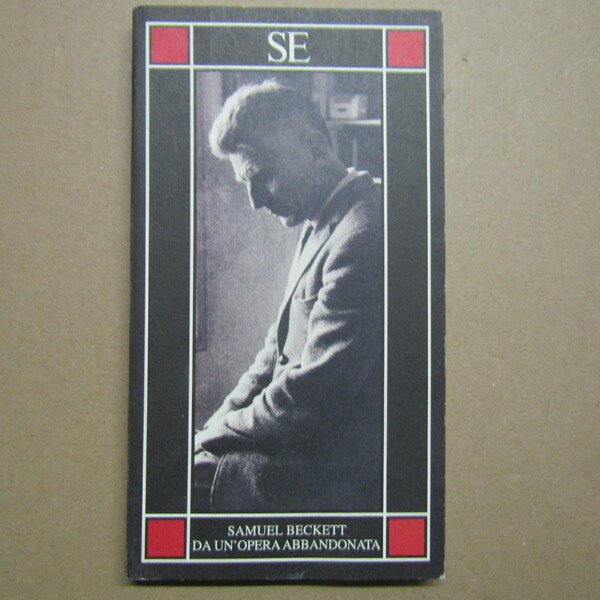 SE
SAMUEL BECKETT
DA UN'OPERA ABBANDONATA